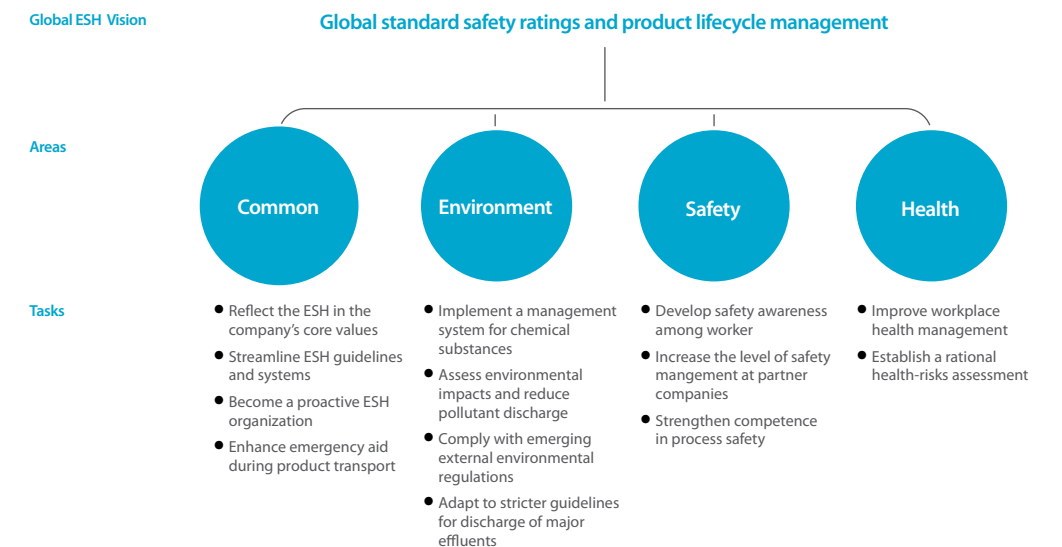 Global ESH Vision
Global standard safety ratings and product lifecycle management
Areas
Common
Environment
Safety
Health
Tasks
● Reflect the ESH in the
company's core values
● Streamline ESH guidelines
and systems
● Become a proactive ESH
organization
● Enhance emergency aid
during product transport
● Implement a management
system for chemical
substances
● Assess environmental
impacts and reduce
pollutant discharge
● Comply with emerging
external environmental
regulations
● Adapt to stricter guidelines
for discharge of major
effluents
● Develop safety awareness
among worker
● Increase the level of safety
mangement at partner
companies
● Strengthen competence
in process safety
● Improve workplace
health management
● Establish a rational
health-risks assessment